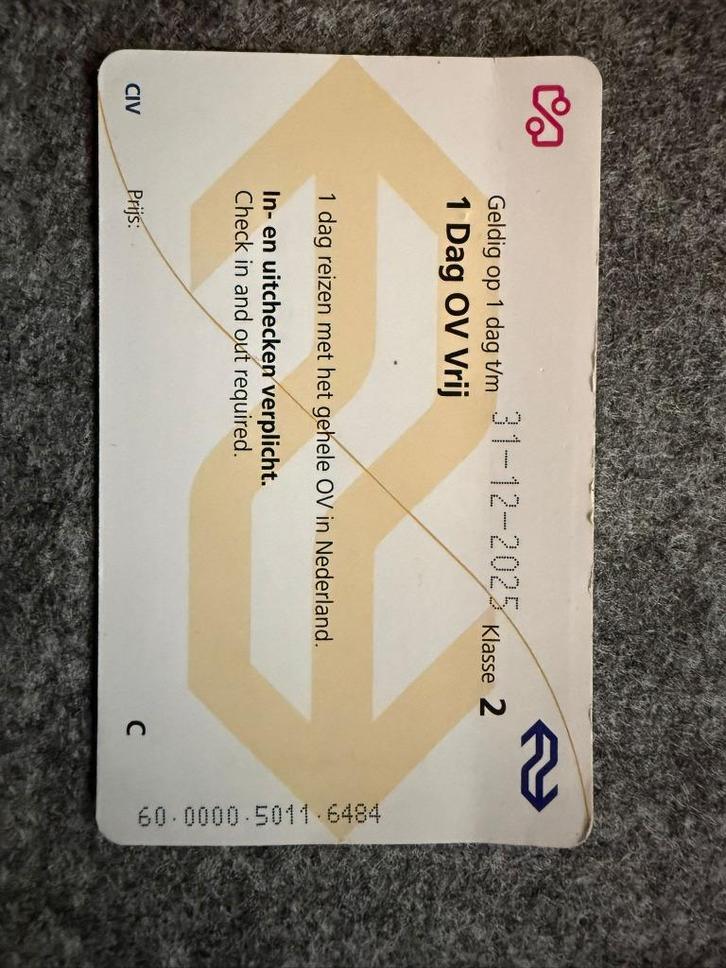 Geldig op 1 dag t/m 31-12-2025 Klasse 2
1 Dag OV Vrij
1 dag reizen met het gehele OV in Nederland.
In- en uitchecken verplicht.
Check in and out required.
CIV Prijs: C
60·0000·5011·6484